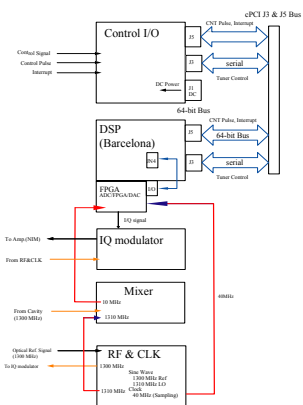 cPCI J3 & J5 Bus
Control I/O
CNT Pulse, Interrupt
J5
Control Signal
Control Pulse
Interrupt
J3
serial
Tuner Control
DC Power
J1
DC
64-bit Bus
DSP
(Barcelona)
CNT Pulse, Interrupt
J5
64-bit Bus
IN4
J3
serial
Tuner Control
FPGA
ADC/FPGA/DAC
I/O
I/Q signal
To Amp.(NIM)
IQ modulator
From RF&CLK
Mixer
10 MHz
40MHz
From Cavity
(1300 MHz)
1310 MHz
Optical Ref. Signal
(1300 MHz)
RF & CLK
1300 MHz
To IQ modulator
Sine Wave
1300 MHz Ref
1310 MHz LO
Clock
40 MHz (Sampling)
1310 MHz